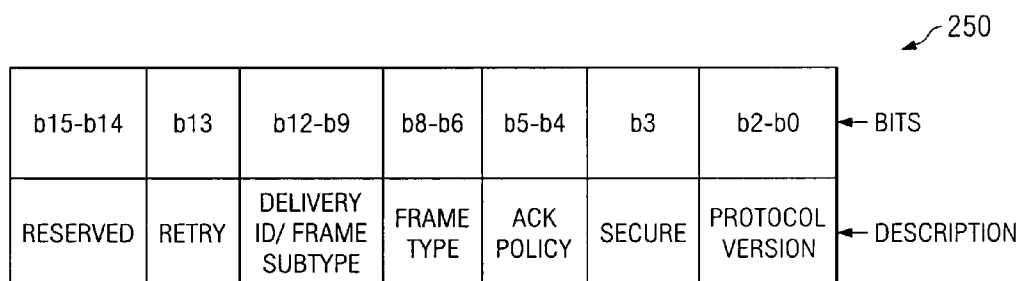 250
b15-b14 b13 b12-b9 b8-b6 b5-b4 b3 b2-b0 BITS
RESERVED RETRY DELIVERY ID/ FRAME SUBTYPE FRAME TYPE ACK POLICY SECURE PROTOCOL VERSION DESCRIPTION